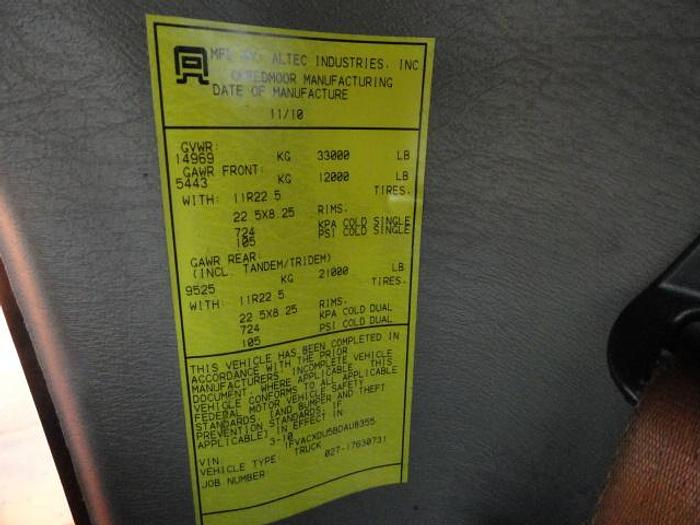 MFD BY: ALTEC INDUSTRIES, INC
CREEDMOOR MANUFACTURING
DATE OF MANUFACTURE
11/10
GVWR:
14969 KG 33000 LB
GAWR FRONT:
5443 KG 12000 LB
WITH: 11R22 5 TIRES.
22 5X8.25 RIMS.
724 KPA COLD SINGLE
105 PSI COLD SINGLE
GAWR REAR:
(INCL. TANDEM/TRIDEM)
9525 KG 21000 LB
WITH: 11R22 5 TIRES.
22 5X8.25 RIMS.
724 KPA COLD DUAL
105 PSI COLD DUAL
THIS VEHICLE HAS BEEN COMPLETED IN
ACCORDANCE WITH THE PRIOR
MANUFACTURERS, INCOMPLETE VEHICLE
DOCUMENT, WHERE APPLICABLE. THIS
VEHICLE CONFORMS TO ALL APPLICABLE
FEDERAL MOTOR VEHICLE SAFETY
STANDARDS, [AND BUMPER AND THEFT
PREVENTION STANDARDS, IF
APPLICABLE] IN EFFECT IN
3-10
VIN 1FVACXDU5BDAU8355
VEHICLE TYPE: TRUCK
JOB NUMBER: 027-17630731